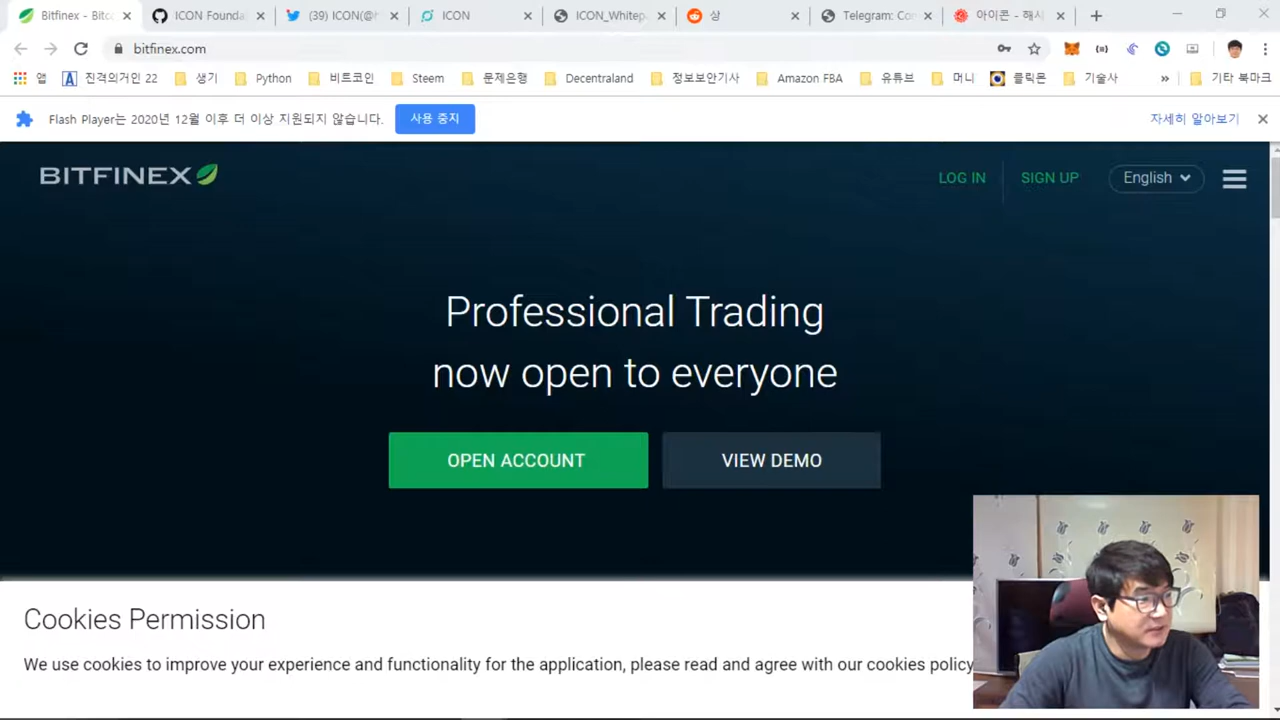 Bitfinex - Bitco
ICON Founda
(39) ICON(@h
ICON
ICON_Whitep
상
Telegram: Con
아이콘 - 해시
bitfinex.com
앱
진격의거인 22
생기
Python
비트코인
Steem
문제은행
Decentraland
정보보안기사
Amazon FBA
유튜브
머니
클릭몬
기술사
»
기타 북마크
Flash Player는 2020년 12월 이후 더 이상 지원되지 않습니다.
사용 중지
자세히 알아보기
BITFINEX
LOG IN
SIGN UP
English
Professional Trading
now open to everyone
OPEN ACCOUNT
VIEW DEMO
Cookies Permission
We use cookies to improve your experience and functionality for the application, please read and agree with our cookies policy